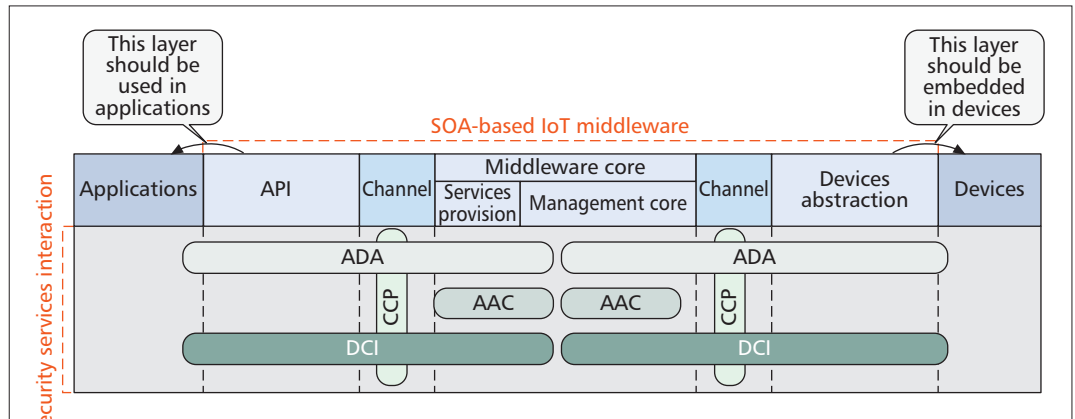 This layer
should be
used in
applications
This layer
should be
embedded
in devices
SOA-based IoT middleware
Applications
API
Channel
Middleware core
Services
provision
Management core
Channel
Devices
abstraction
Devices
ecurity services interaction
ADA
ADA
CCP
AAC
AAC
CCP
DCI
DCI